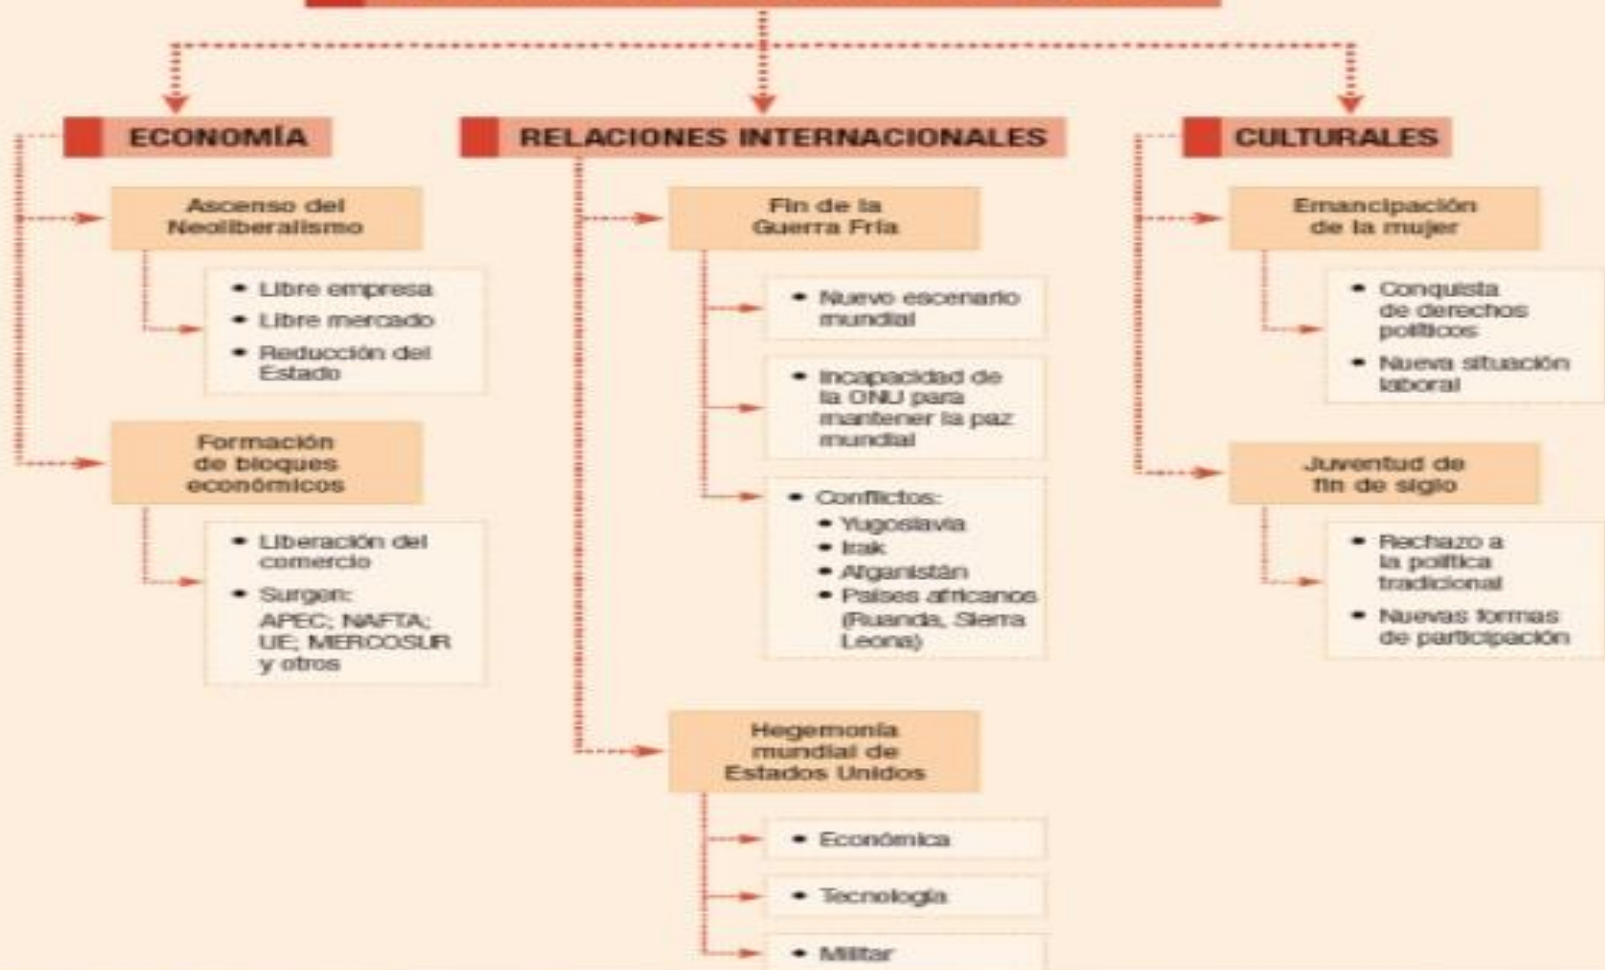 ECONOMÍA
Ascenso del
Neoliberalismo
• Libre empresa
• Libre mercado
• Reducción del
Estado
Formación
de bloques
económicos
• Liberación del
comercio
• Surgen:
APEC; NAFTA;
UE; MERCOSUR
y otros
RELACIONES INTERNACIONALES
Fin de la
Guerra Fría
• Nuevo escenario
mundial
• Incapacidad de
la ONU para
mantener la paz
mundial
• Conflictos:
• Yugoslavia
• Irak
• Afganistán
• Países africanos
(Ruanda, Sierra
Leona)
Hegemonía
mundial de
Estados Unidos
• Económica
• Tecnología
• Militar
CULTURALES
Emancipación
de la mujer
• Conquista
de derechos
políticos
• Nueva situación
laboral
Juventud de
fin de siglo
• Rechazo a
la política
tradicional
• Nuevas formas
de participación